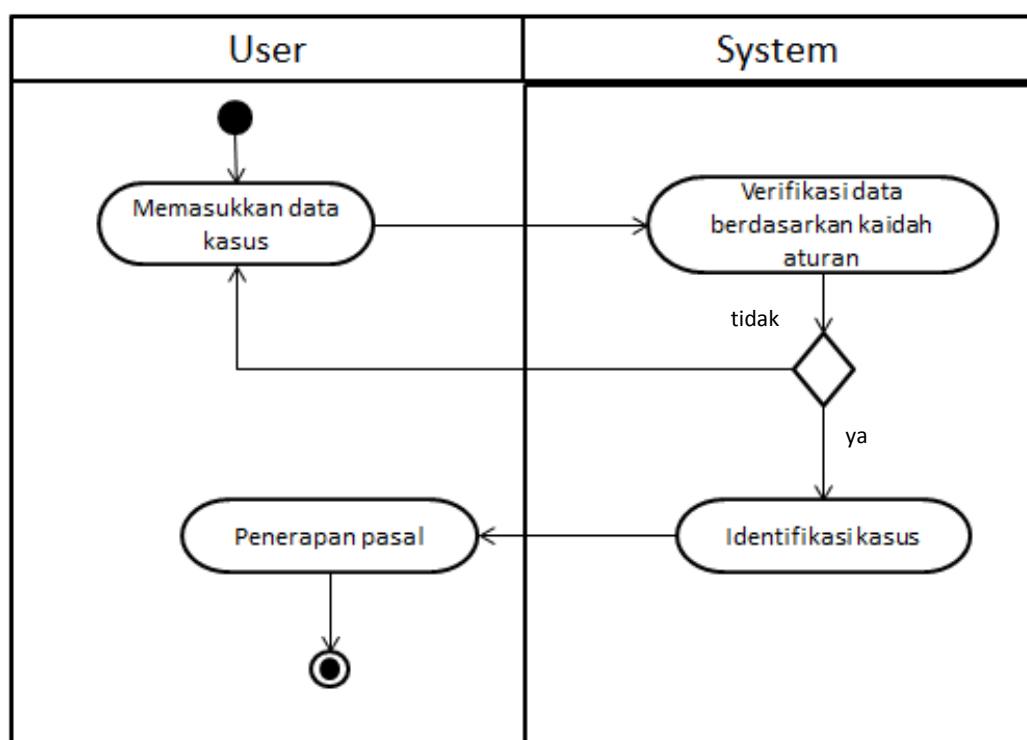 User
System
Memasukkan data
kasus
Verifikasi data
berdasarkan kaidah
aturan
tidak
ya
Penerapan pasal
Identifikasi kasus